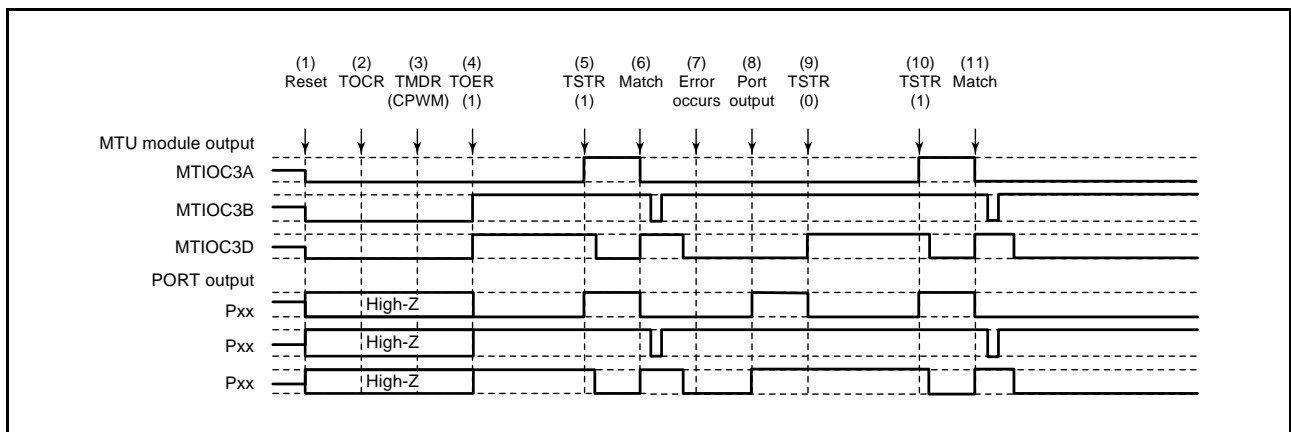 (1) (2) (3) (4) (5) (6) (7) (8) (9) (10) (11)
Reset TOCR TMDR TOER TSTR Match Error Port TSTR TSTR Match
(CPWM) (1) (1) occurs output (0) (1)
MTU module output
MTIOC3A
MTIOC3B
MTIOC3D
PORT output
Pxx High-Z
Pxx High-Z
Pxx High-Z